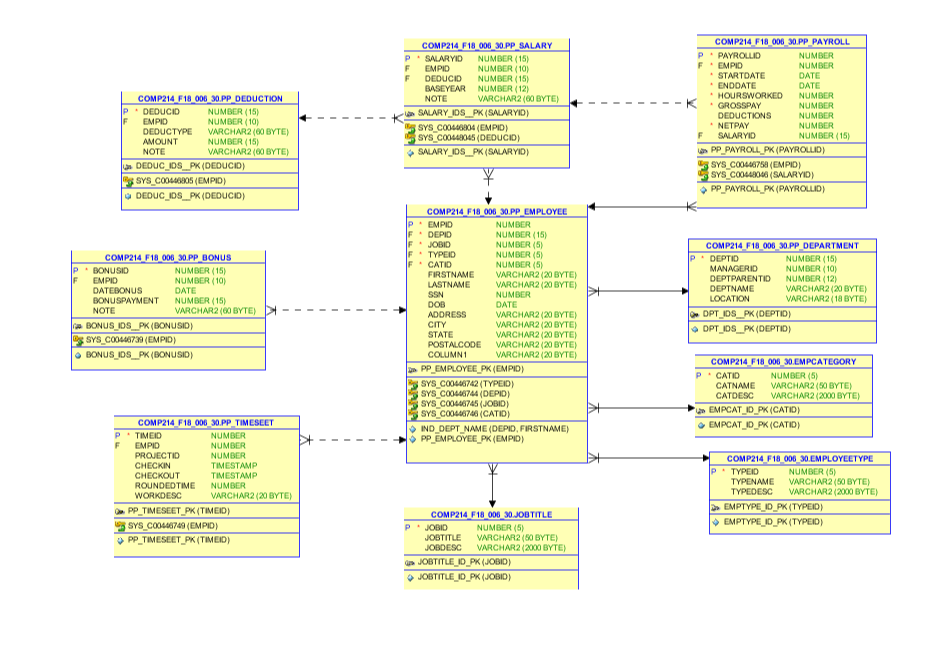 COMP214_F18_006_30.PP_SALARY
P * SALARYID NUMBER (15)
F EMPID NUMBER (10)
F DEDUCID NUMBER (15)
BASEYEAR NUMBER (12)
NOTE VARCHAR2 (60 BYTE)
SALARY_IDS__PK (SALARYID)
SYS_C00446804 (EMPID)
SYS_C00448045 (DEDUCID)
SALARY_IDS__PK (SALARYID)
COMP214_F18_006_30.PP_PAYROLL
P * PAYROLLID NUMBER
F * EMPID NUMBER
* STARTDATE DATE
* ENDDATE DATE
* HOURSWORKED NUMBER
* GROSSPAY NUMBER
DEDUCTIONS NUMBER
* NETPAY NUMBER
F SALARYID NUMBER (15)
PP_PAYROLL_PK (PAYROLLID)
SYS_C00446758 (EMPID)
SYS_C00448046 (SALARYID)
PP_PAYROLL_PK (PAYROLLID)
COMP214_F18_006_30.PP_DEDUCTION
P * DEDUCID NUMBER (15)
F EMPID NUMBER (10)
DEDUCTYPE VARCHAR2 (60 BYTE)
AMOUNT NUMBER (15)
NOTE VARCHAR2 (60 BYTE)
DEDUC_IDS__PK (DEDUCID)
SYS_C00446805 (EMPID)
DEDUC_IDS__PK (DEDUCID)
COMP214_F18_006_30.PP_EMPLOYEE
P * EMPID NUMBER
F * DEPID NUMBER (15)
F * JOBID NUMBER (5)
F * TYPEID NUMBER (5)
F * CATID NUMBER (5)
FIRSTNAME VARCHAR2 (20 BYTE)
LASTNAME VARCHAR2 (20 BYTE)
SSN NUMBER
DOB DATE
ADDRESS VARCHAR2 (20 BYTE)
CITY VARCHAR2 (20 BYTE)
STATE VARCHAR2 (20 BYTE)
POSTALCODE VARCHAR2 (20 BYTE)
COLUMN1 VARCHAR2 (20 BYTE)
PP_EMPLOYEE_PK (EMPID)
SYS_C00446742 (TYPEID)
SYS_C00446744 (DEPID)
SYS_C00446745 (JOBID)
SYS_C00446746 (CATID)
IND_DEPT_NAME (DEPID, FIRSTNAME)
PP_EMPLOYEE_PK (EMPID)
COMP214_F18_006_30.PP_DEPARTMENT
P * DEPTID NUMBER (15)
MANAGERID NUMBER (10)
DEPTPARENTID NUMBER (12)
DEPTNAME VARCHAR2 (20 BYTE)
LOCATION VARCHAR2 (18 BYTE)
DPT_IDS__PK (DEPTID)
DPT_IDS__PK (DEPTID)
COMP214_F18_006_30.PP_BONUS
P * BONUSID NUMBER (15)
F EMPID NUMBER (10)
DATEBONUS DATE
BONUSPAYMENT NUMBER (15)
NOTE VARCHAR2 (60 BYTE)
BONUS_IDS__PK (BONUSID)
SYS_C00446739 (EMPID)
BONUS_IDS__PK (BONUSID)
COMP214_F18_006_30.EMPCATEGORY
P * CATID NUMBER (5)
CATNAME VARCHAR2 (50 BYTE)
CATDESC VARCHAR2 (2000 BYTE)
EMPCAT_ID_PK (CATID)
EMPCAT_ID_PK (CATID)
COMP214_F18_006_30.PP_TIMESEET
P * TIMEID NUMBER
F EMPID NUMBER
PROJECTID NUMBER
CHECKIN TIMESTAMP
CHECKOUT TIMESTAMP
ROUNDEDTIME NUMBER
WORKDESC VARCHAR2 (20 BYTE)
PP_TIMESEET_PK (TIMEID)
SYS_C00446749 (EMPID)
PP_TIMESEET_PK (TIMEID)
COMP214_F18_006_30.EMPLOYEETYPE
P * TYPEID NUMBER (5)
TYPENAME VARCHAR2 (50 BYTE)
TYPEDESC VARCHAR2 (2000 BYTE)
EMPTYPE_ID_PK (TYPEID)
EMPTYPE_ID_PK (TYPEID)
COMP214_F18_006_30.JOBTITLE
P * JOBID NUMBER (5)
JOBTITLE VARCHAR2 (50 BYTE)
JOBDESC VARCHAR2 (2000 BYTE)
JOBTITLE_ID_PK (JOBID)
JOBTITLE_ID_PK (JOBID)